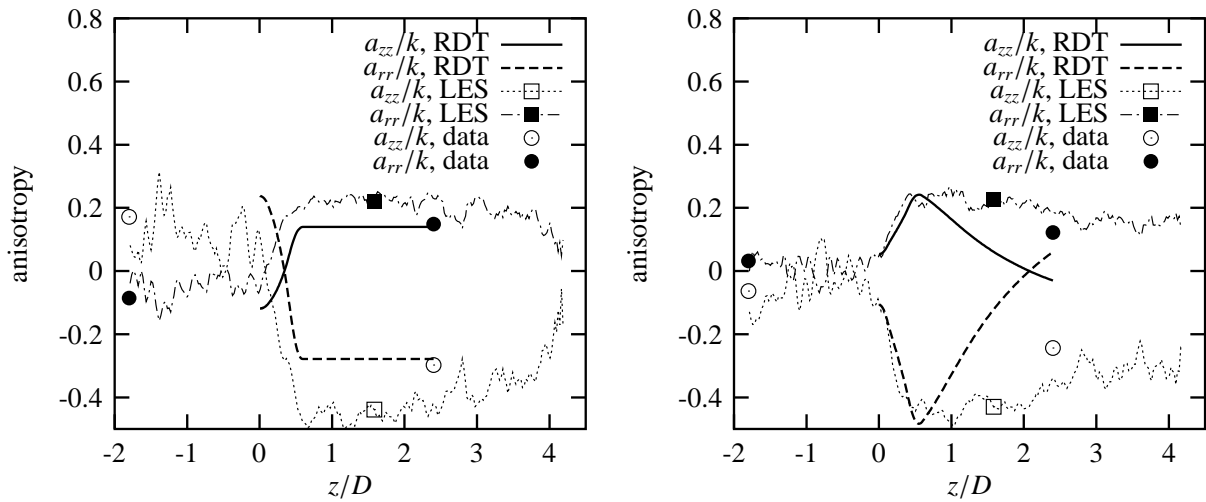 0.8
0.6
0.4
0.2
0
-0.2
-0.4
anisotropy
-2 -1 0 1 2 3 4
z/D
a_zz/k, RDT
a_rr/k, RDT
a_zz/k, LES
a_rr/k, LES
a_zz/k, data
a_rr/k, data
0.8
0.6
0.4
0.2
0
-0.2
-0.4
anisotropy
-2 -1 0 1 2 3 4
z/D
a_zz/k, RDT
a_rr/k, RDT
a_zz/k, LES
a_rr/k, LES
a_zz/k, data
a_rr/k, data